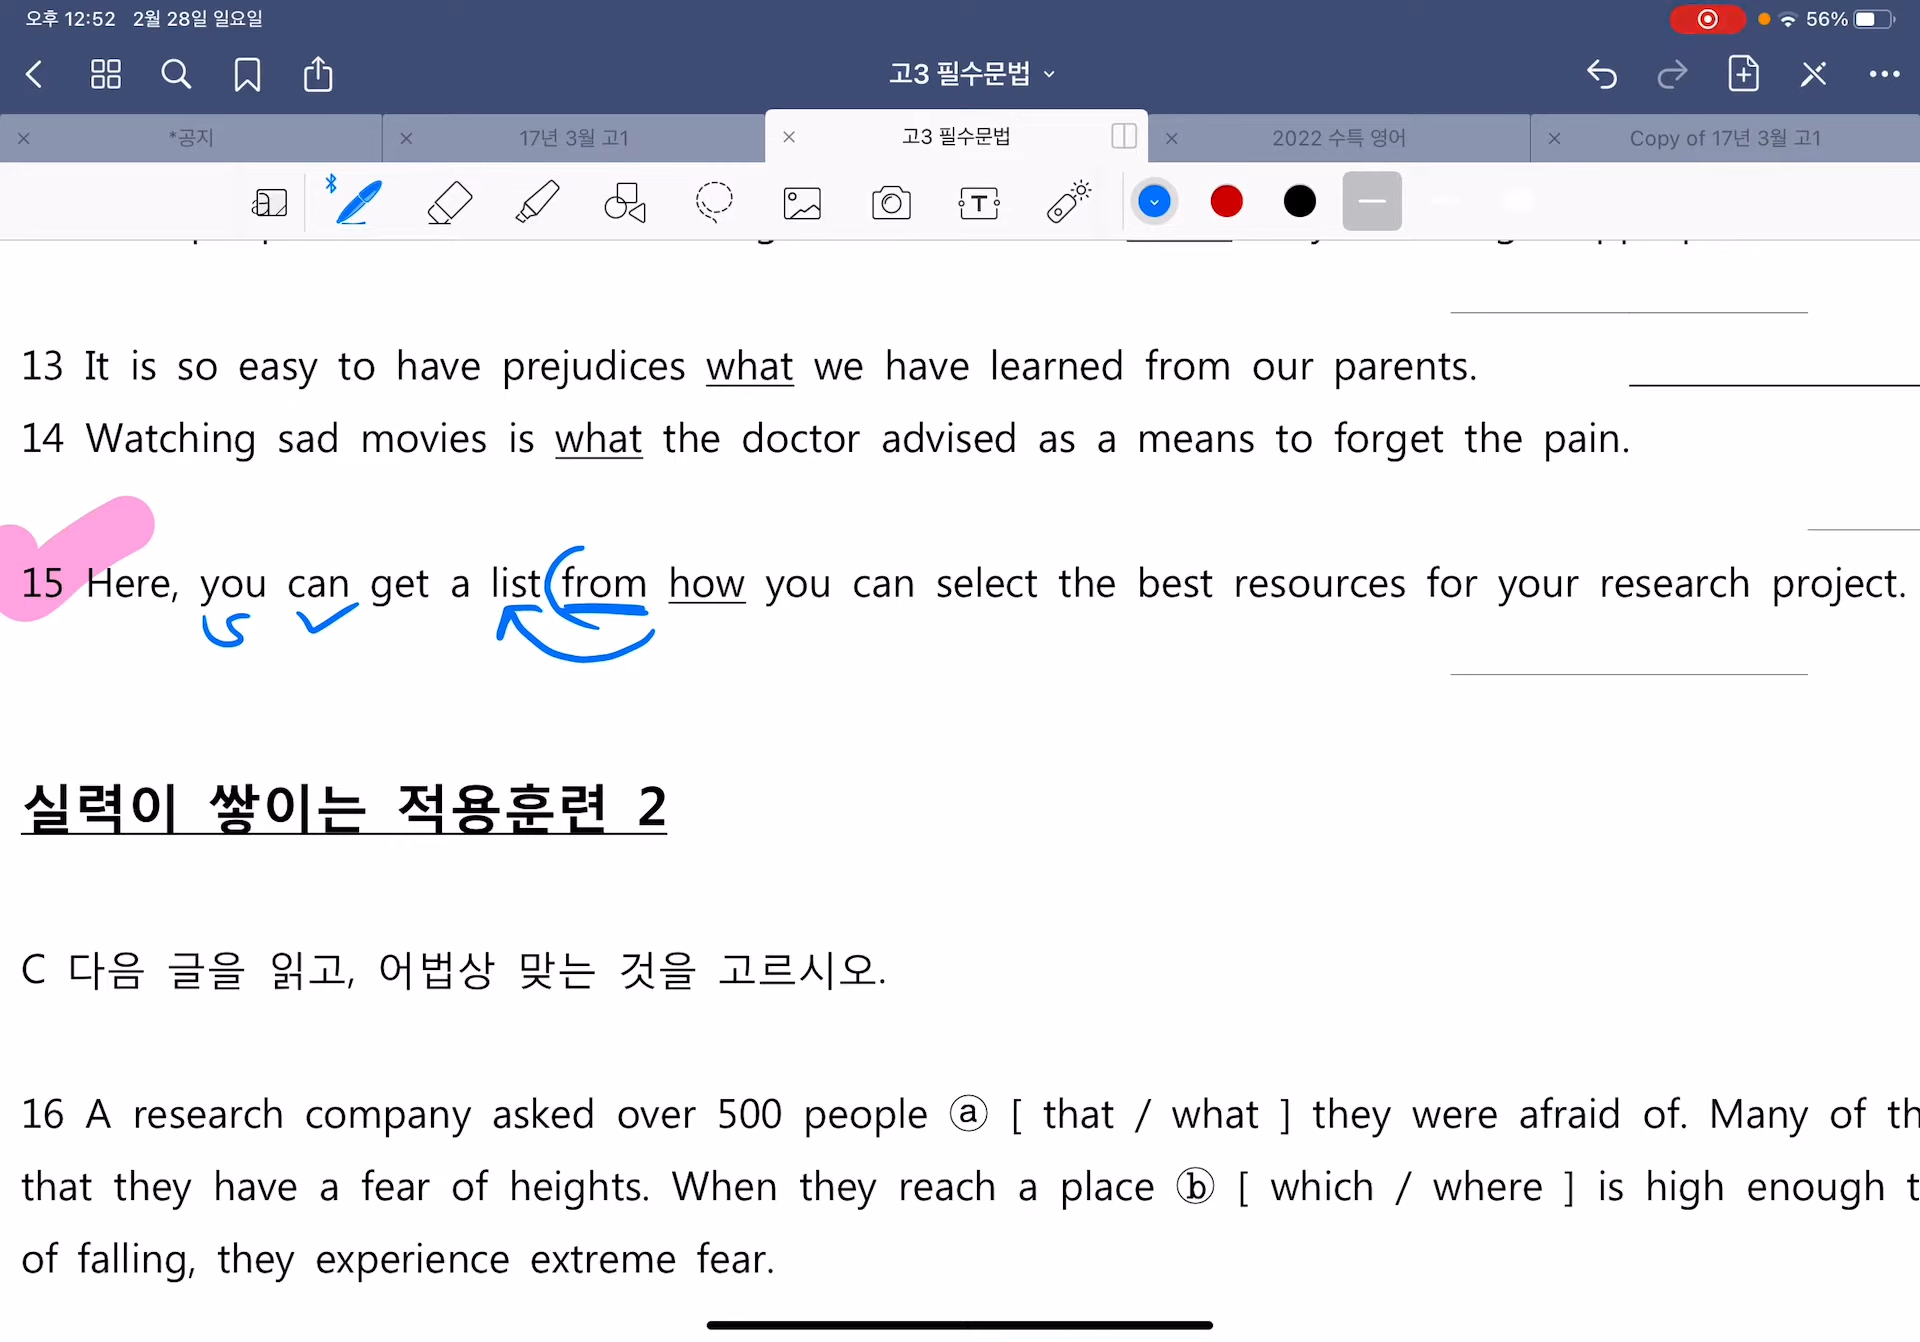 오후 12:52 2월 28일 일요일
56%
고3 필수문법
*공지
17년 3월 고1
고3 필수문법
2022 수특 영어
Copy of 17년 3월 고1
13 It is so easy to have prejudices what we have learned from our parents.
14 Watching sad movies is what the doctor advised as a means to forget the pain.
15 Here, you can get a list from how you can select the best resources for your research project.
실력이 쌓이는 적용훈련 2
C 다음 글을 읽고, 어법상 맞는 것을 고르시오.
16 A research company asked over 500 people ⓐ [ that / what ] they were afraid of. Many of th
that they have a fear of heights. When they reach a place ⓑ [ which / where ] is high enough t
of falling, they experience extreme fear.